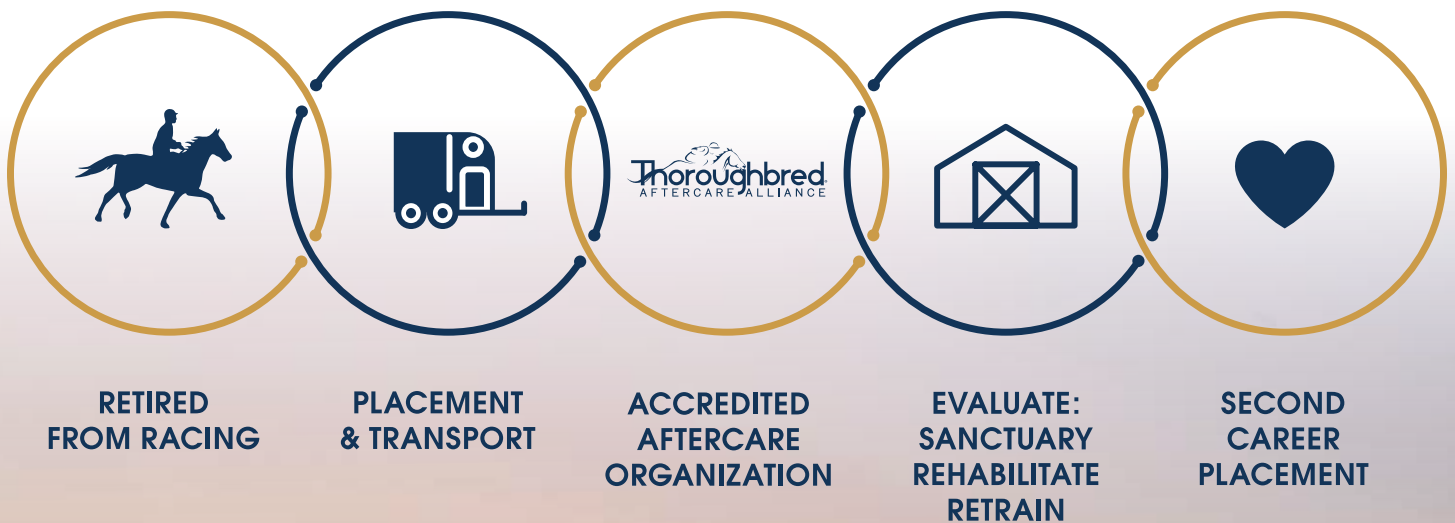 Thoroughbred
AFTERCARE ALLIANCE
RETIRED
FROM RACING
PLACEMENT
& TRANSPORT
ACCREDITED
AFTERCARE
ORGANIZATION
EVALUATE:
SANCTUARY
REHABILITATE
RETRAIN
SECOND
CAREER
PLACEMENT